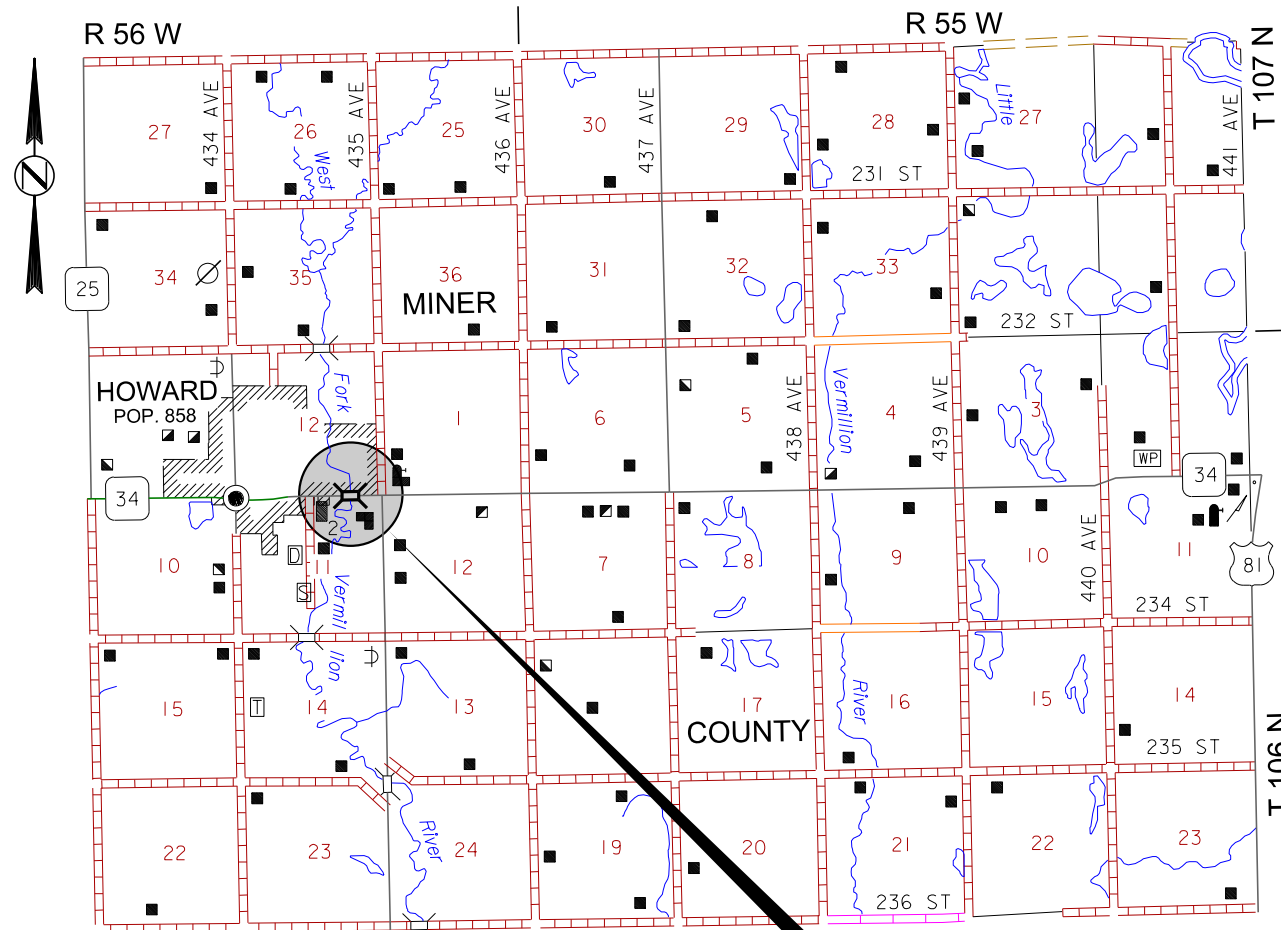 R 56 W
R 55 W
T 107 N
27
434 AVE
26
435 AVE
25
436 AVE
30
437 AVE
29
28
Little
27
441 AVE
West
231 ST
34
35
36
31
32
33
25
MINER
232 ST
HOWARD
POP. 858
12
Fork
1
6
5
438 AVE
Vermillion
4
439 AVE
3
WP
34
34
2
10
D
11
S
Vermil
lion
12
7
8
9
10
440 AVE
11
81
234 ST
15
T
14
13
17
COUNTY
River
16
15
14
235 ST
T 106 N
22
23
River
24
19
20
21
22
23
236 ST